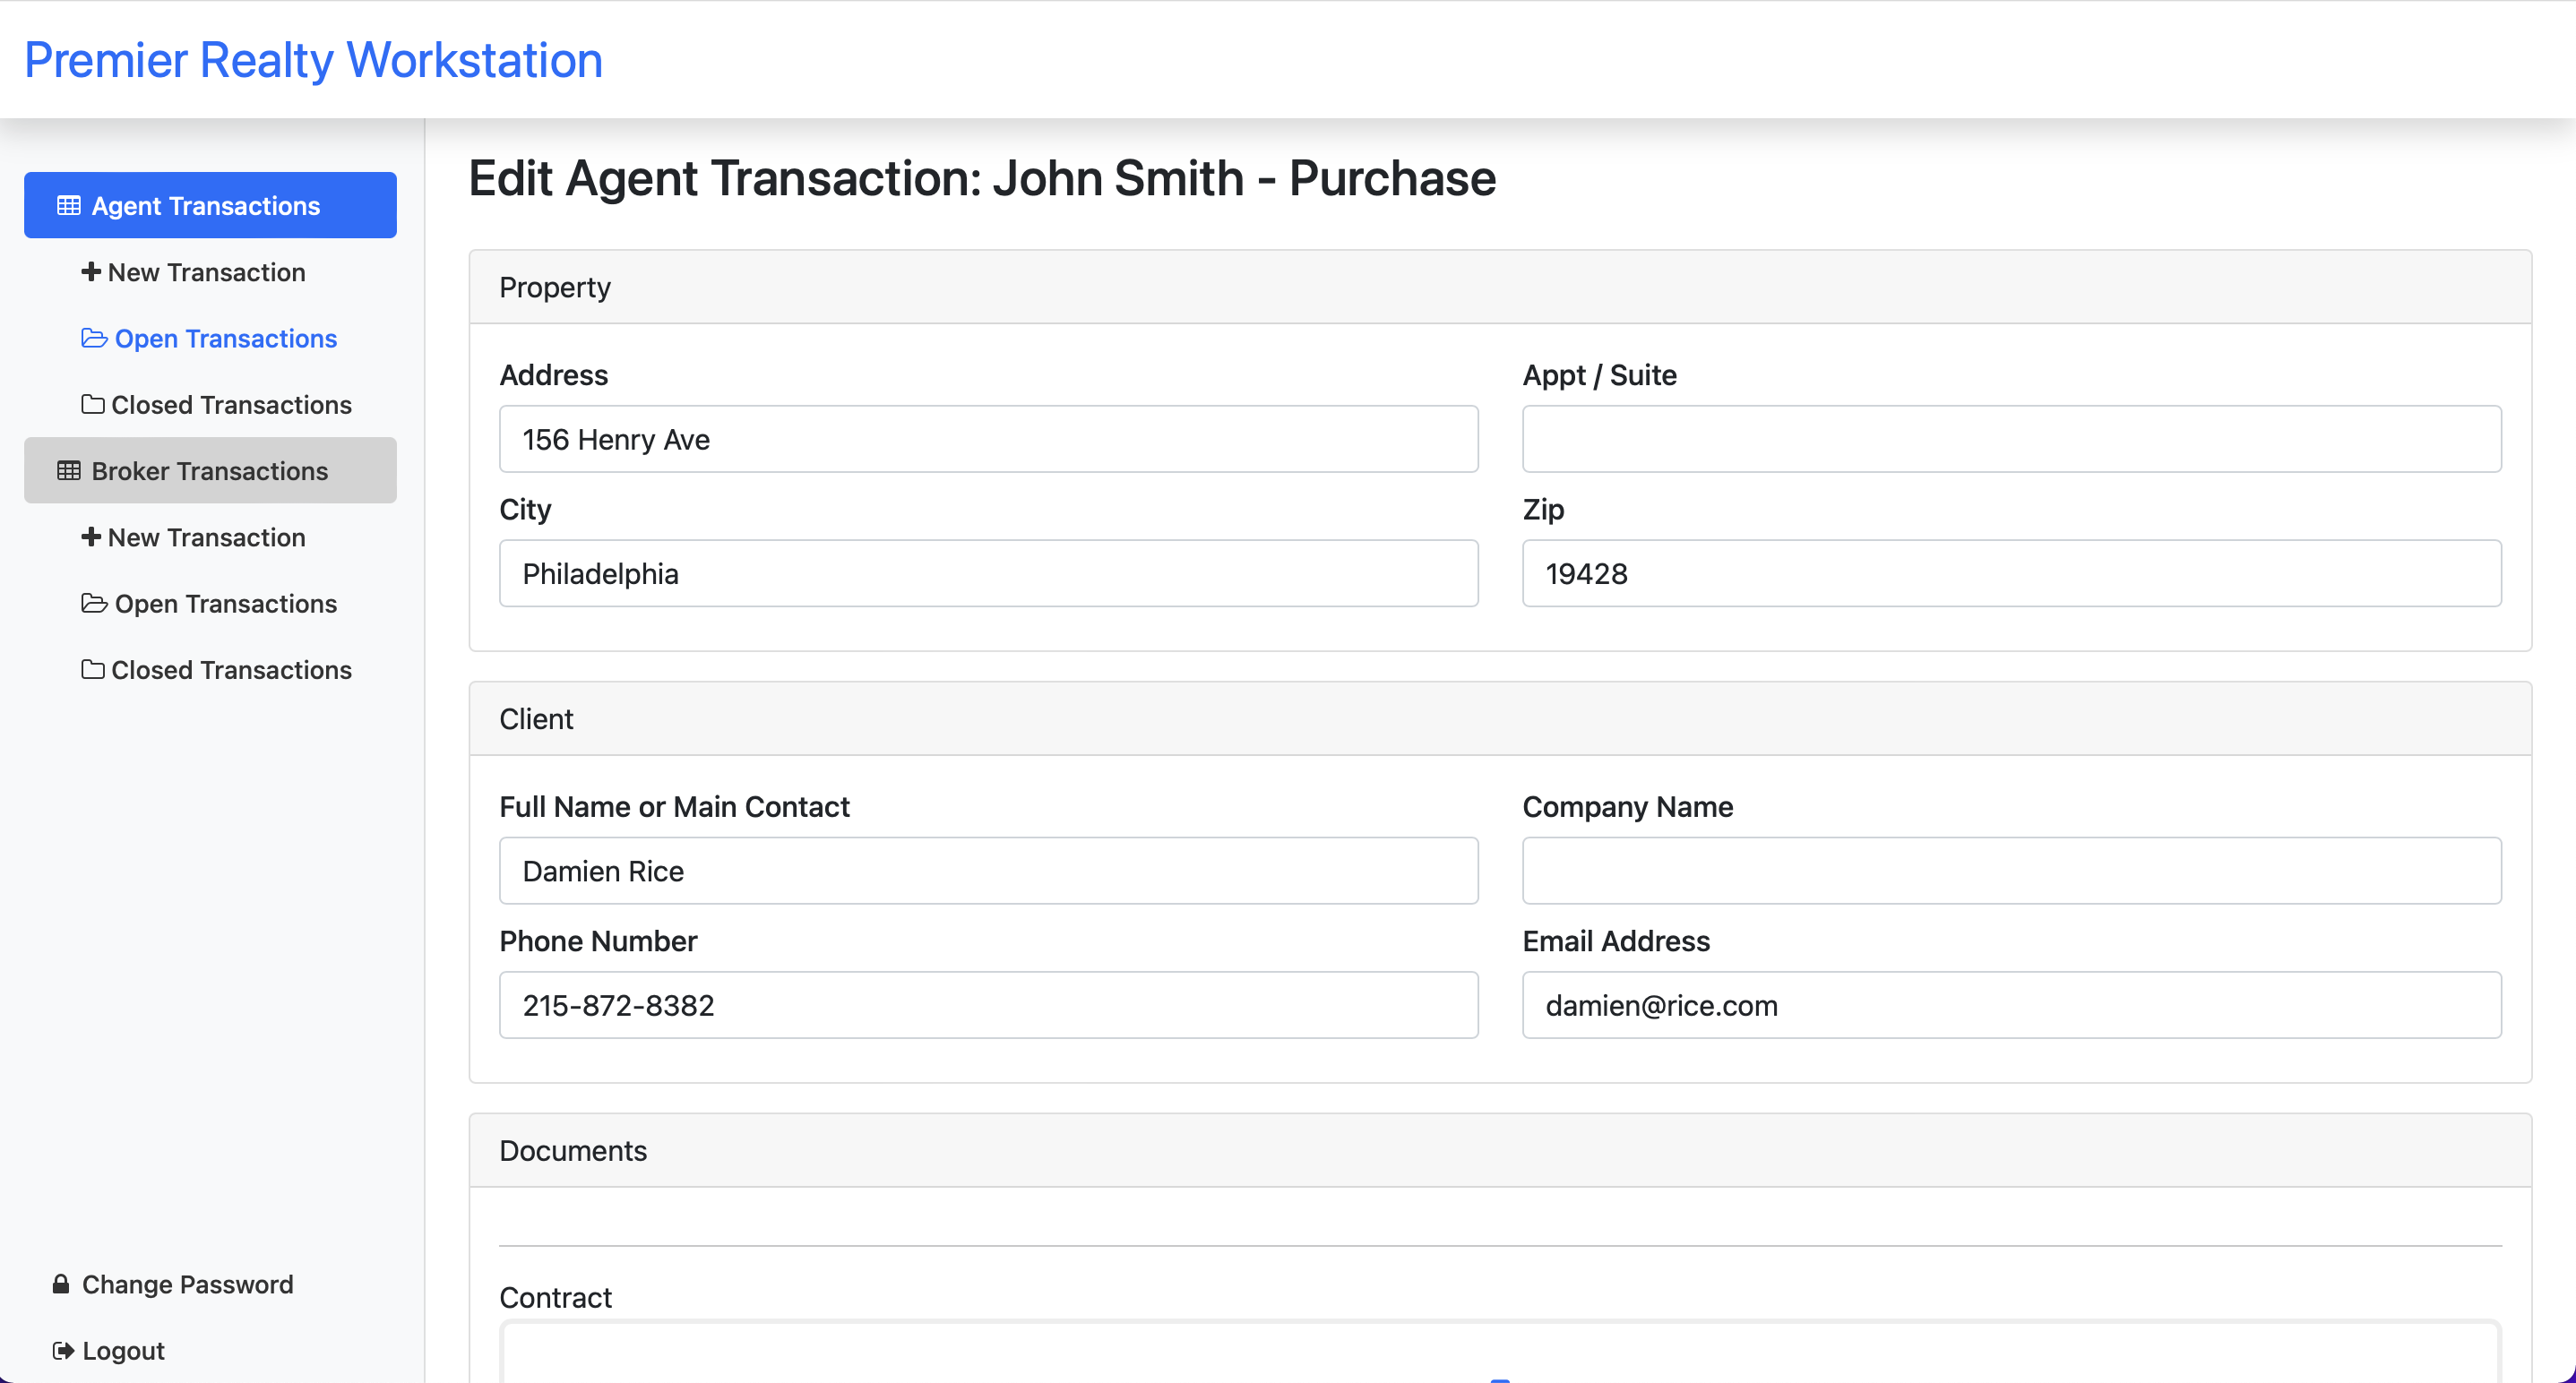 Premier Realty Workstation
Agent Transactions
New Transaction
Open Transactions
Closed Transactions
Broker Transactions
New Transaction
Open Transactions
Closed Transactions
Change Password
Logout
Edit Agent Transaction: John Smith - Purchase
Property
Address
Appt / Suite
156 Henry Ave
City
Zip
Philadelphia
19428
Client
Full Name or Main Contact
Company Name
Damien Rice
Phone Number
Email Address
215-872-8382
damien@rice.com
Documents
Contract